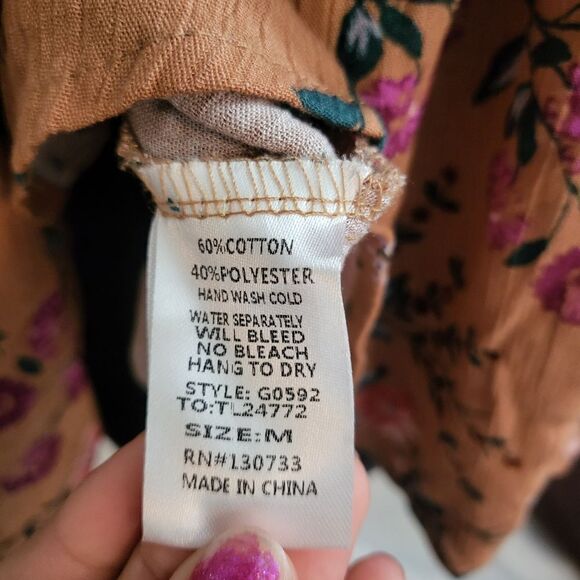 60%COTTON
40%POLYESTER
HAND WASH COLD
WATER SEPARATELY
WILL BLEED
NO BLEACH
HANG TO DRY
STYLE: G0592
TO:TL24772
SIZE:M
RN#130733
MADE IN CHINA